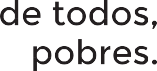 de todos,
pobres.